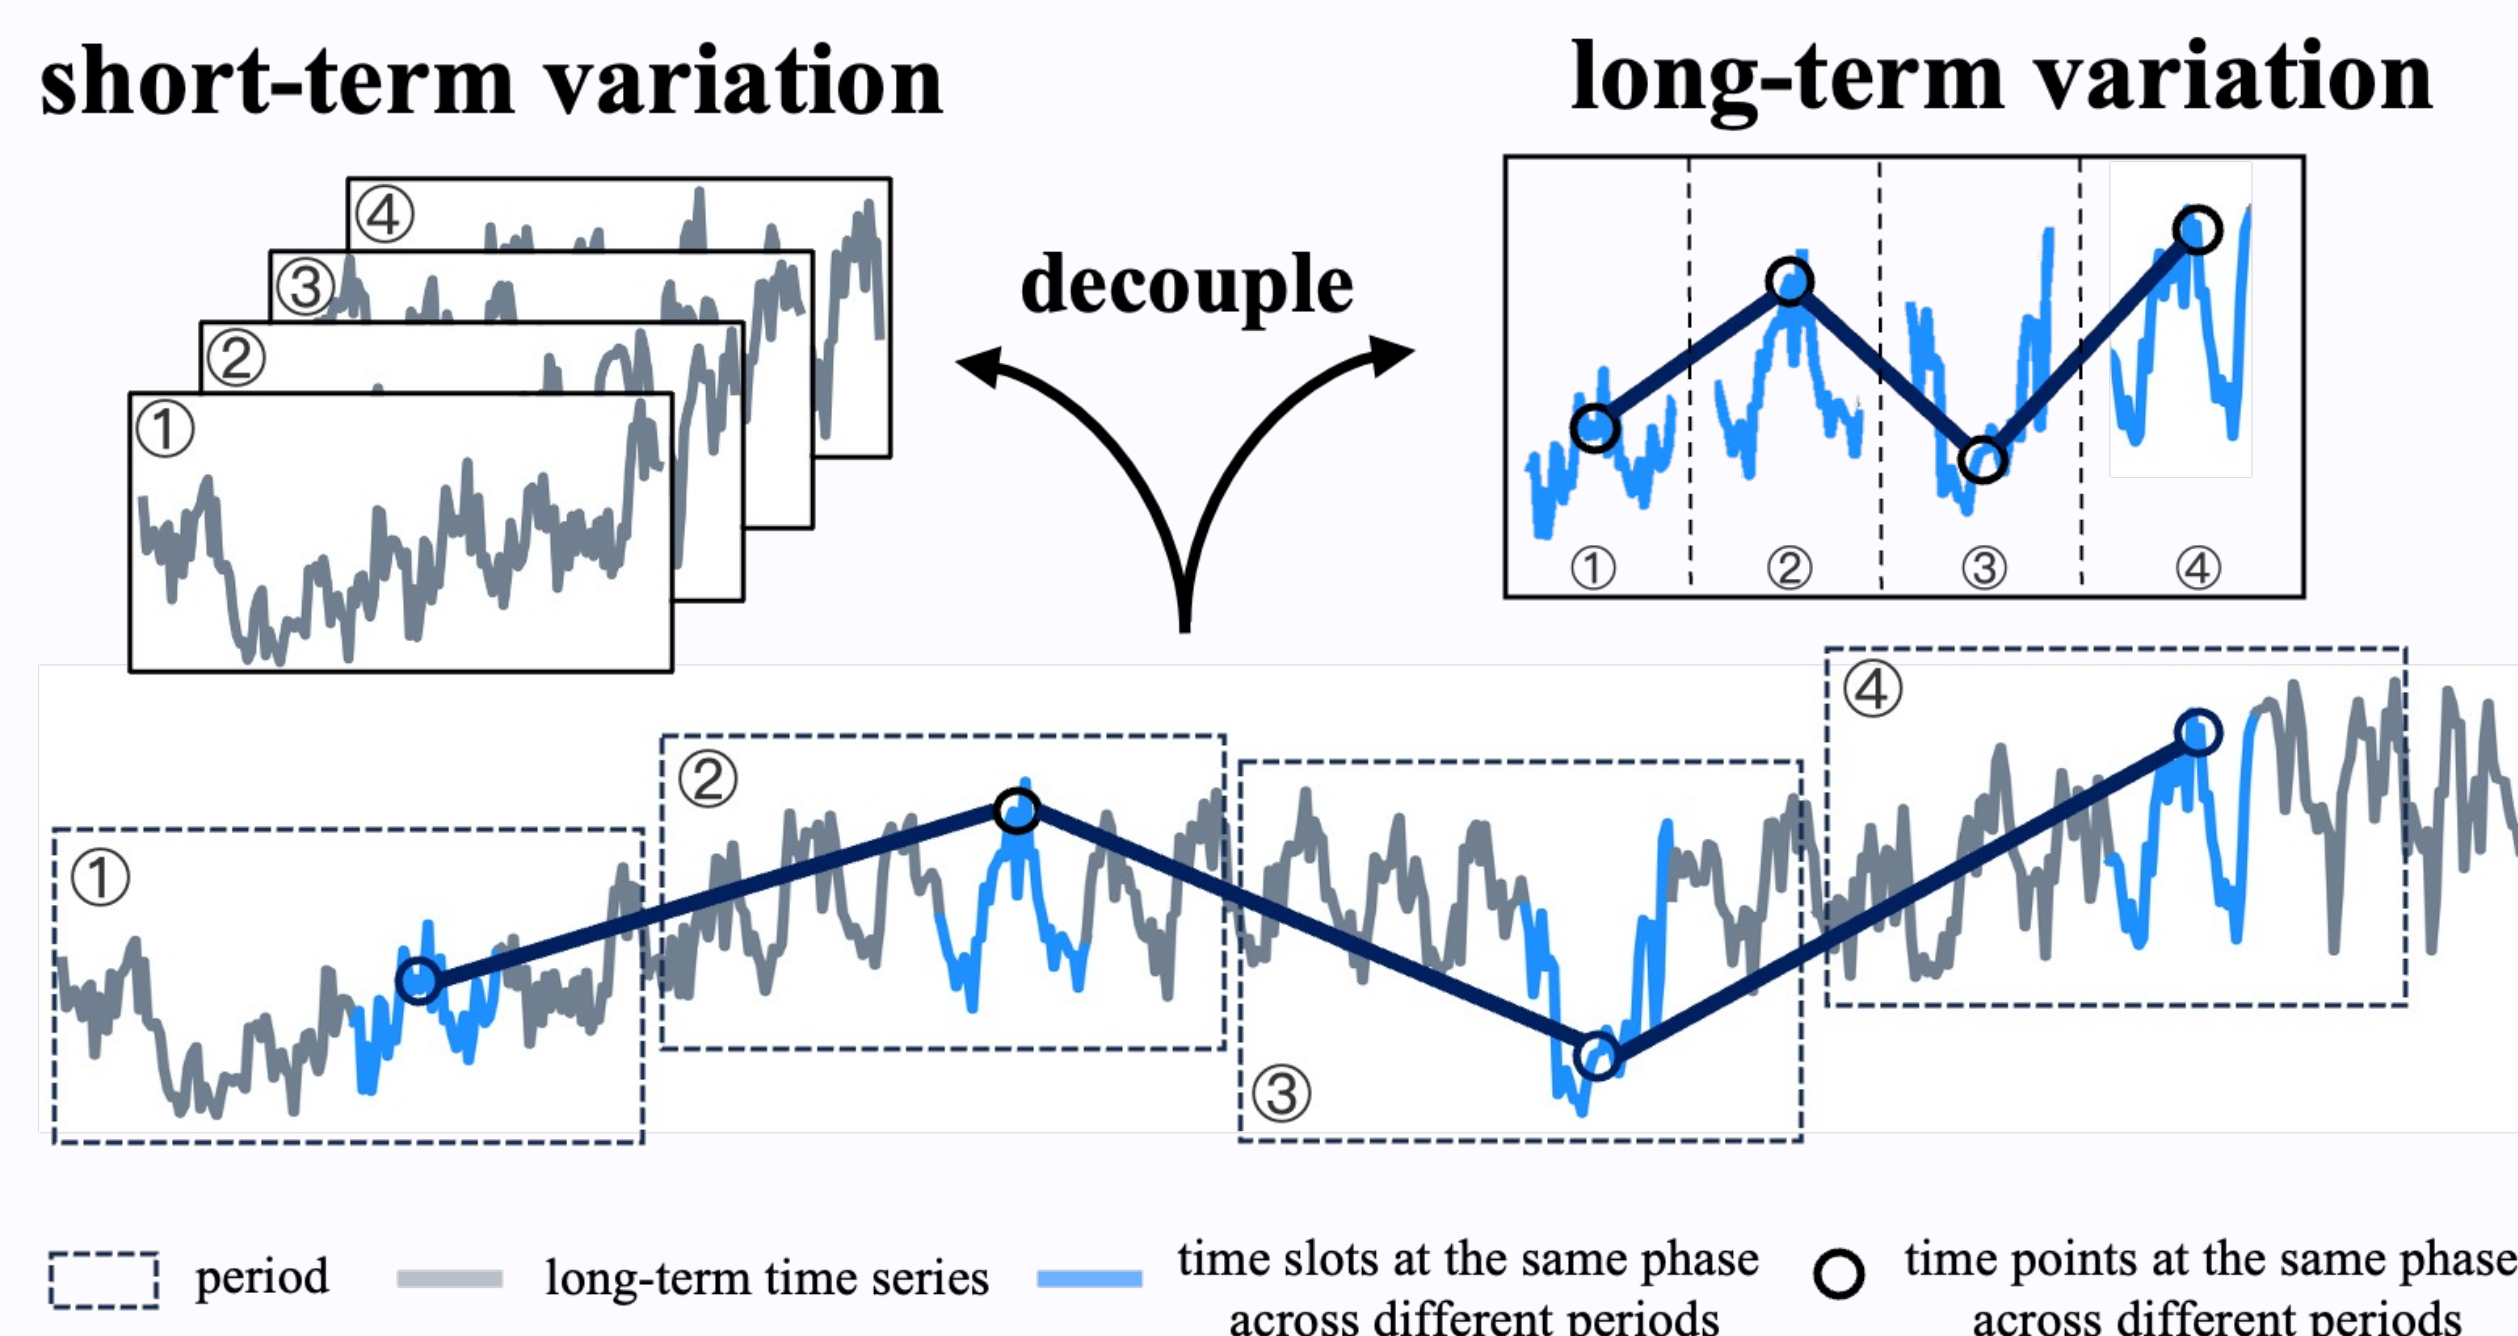 short-term variation
long-term variation
④
③
②
①
decouple
① ② ③ ④
①
②
③
④
period
long-term time series
time slots at the same phase
across different periods
time points at the same phase
across different periods